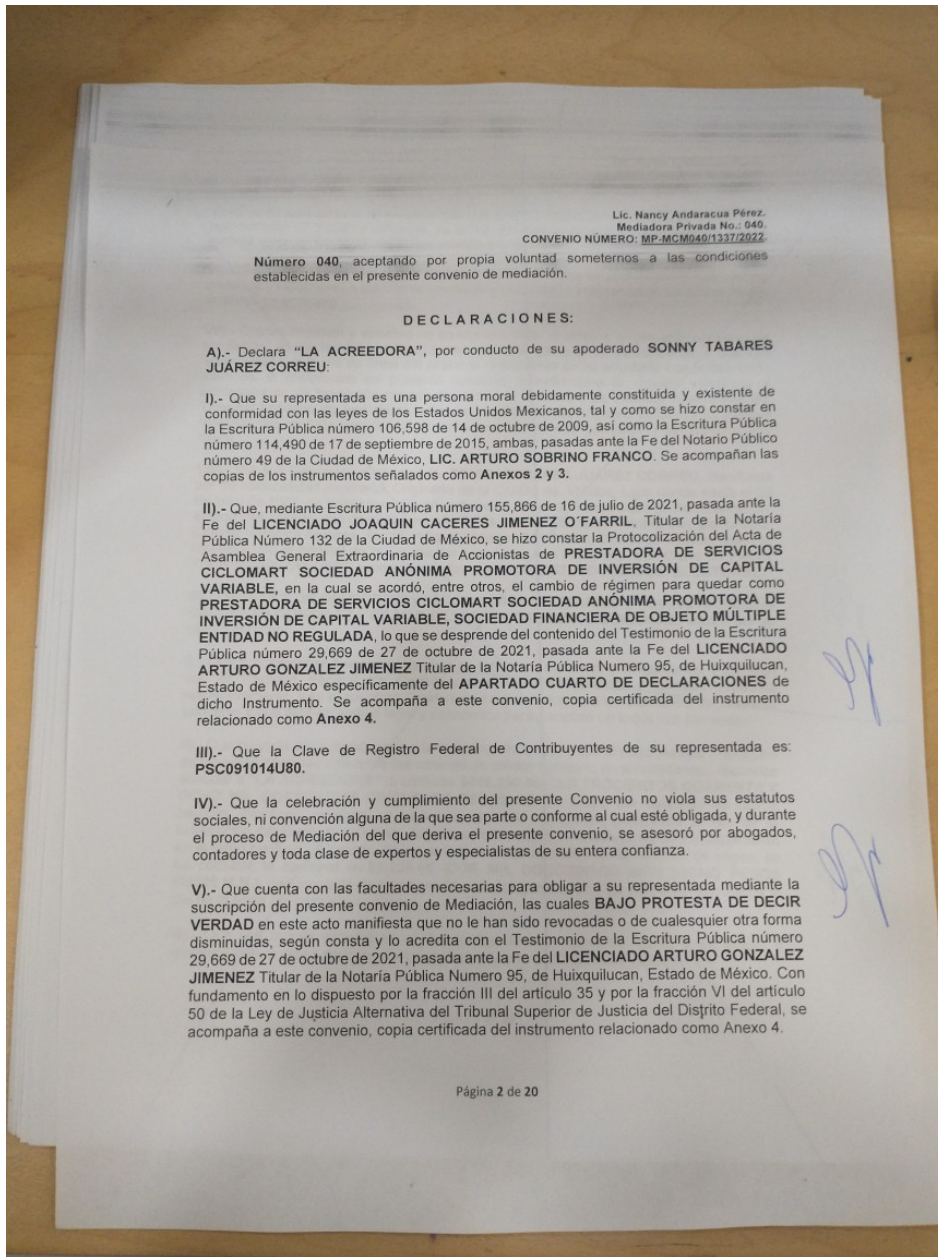 Lic. Nancy Andaracua Pérez.
Mediadora Privada No.: 040.
CONVENIO NÚMERO: MP-MCM040/1337/2022.
Número 040, aceptando por propia voluntad someternos a las condiciones
establecidas en el presente convenio de mediación.
DECLARACIONES:
A).- Declara “LA ACREEDORA”, por conducto de su apoderado SONNY TABARES
JUÁREZ CORREU:
I).- Que su representada es una persona moral debidamente constituida y existente de
conformidad con las leyes de los Estados Unidos Mexicanos, tal y como se hizo constar en
la Escritura Pública número 106,598 de 14 de octubre de 2009, así como la Escritura Pública
número 114,490 de 17 de septiembre de 2015, ambas, pasadas ante la Fe del Notario Público
número 49 de la Ciudad de México, LIC. ARTURO SOBRINO FRANCO. Se acompañan las
copias de los instrumentos señalados como Anexos 2 y 3.
II).- Que, mediante Escritura Pública número 155,866 de 16 de julio de 2021, pasada ante la
Fe del LICENCIADO JOAQUIN CACERES JIMENEZ O´FARRIL, Titular de la Notaría
Pública Número 132 de la Ciudad de México, se hizo constar la Protocolización del Acta de
Asamblea General Extraordinaria de Accionistas de PRESTADORA DE SERVICIOS
CICLOMART SOCIEDAD ANÓNIMA PROMOTORA DE INVERSIÓN DE CAPITAL
VARIABLE, en la cual se acordó, entre otros, el cambio de régimen para quedar como
PRESTADORA DE SERVICIOS CICLOMART SOCIEDAD ANÓNIMA PROMOTORA DE
INVERSIÓN DE CAPITAL VARIABLE, SOCIEDAD FINANCIERA DE OBJETO MÚLTIPLE
ENTIDAD NO REGULADA, lo que se desprende del contenido del Testimonio de la Escritura
Pública número 29,669 de 27 de octubre de 2021, pasada ante la Fe del LICENCIADO
ARTURO GONZALEZ JIMENEZ Titular de la Notaría Pública Numero 95, de Huixquilucan,
Estado de México específicamente del APARTADO CUARTO DE DECLARACIONES de
dicho Instrumento. Se acompaña a este convenio, copia certificada del instrumento
relacionado como Anexo 4.
III).- Que la Clave de Registro Federal de Contribuyentes de su representada es:
PSC091014U80.
IV).- Que la celebración y cumplimiento del presente Convenio no viola sus estatutos
sociales, ni convención alguna de la que sea parte o conforme al cual esté obligada, y durante
el proceso de Mediación del que deriva el presente convenio, se asesoró por abogados,
contadores y toda clase de expertos y especialistas de su entera confianza.
V).- Que cuenta con las facultades necesarias para obligar a su representada mediante la
suscripción del presente convenio de Mediación, las cuales BAJO PROTESTA DE DECIR
VERDAD en este acto manifiesta que no le han sido revocadas o de cualesquier otra forma
disminuidas, según consta y lo acredita con el Testimonio de la Escritura Pública número
29,669 de 27 de octubre de 2021, pasada ante la Fe del LICENCIADO ARTURO GONZALEZ
JIMENEZ Titular de la Notaría Pública Numero 95, de Huixquilucan, Estado de México. Con
fundamento en lo dispuesto por la fracción III del artículo 35 y por la fracción VI del artículo
50 de la Ley de Justicia Alternativa del Tribunal Superior de Justicia del Distrito Federal, se
acompaña a este convenio, copia certificada del instrumento relacionado como Anexo 4.
Página 2 de 20